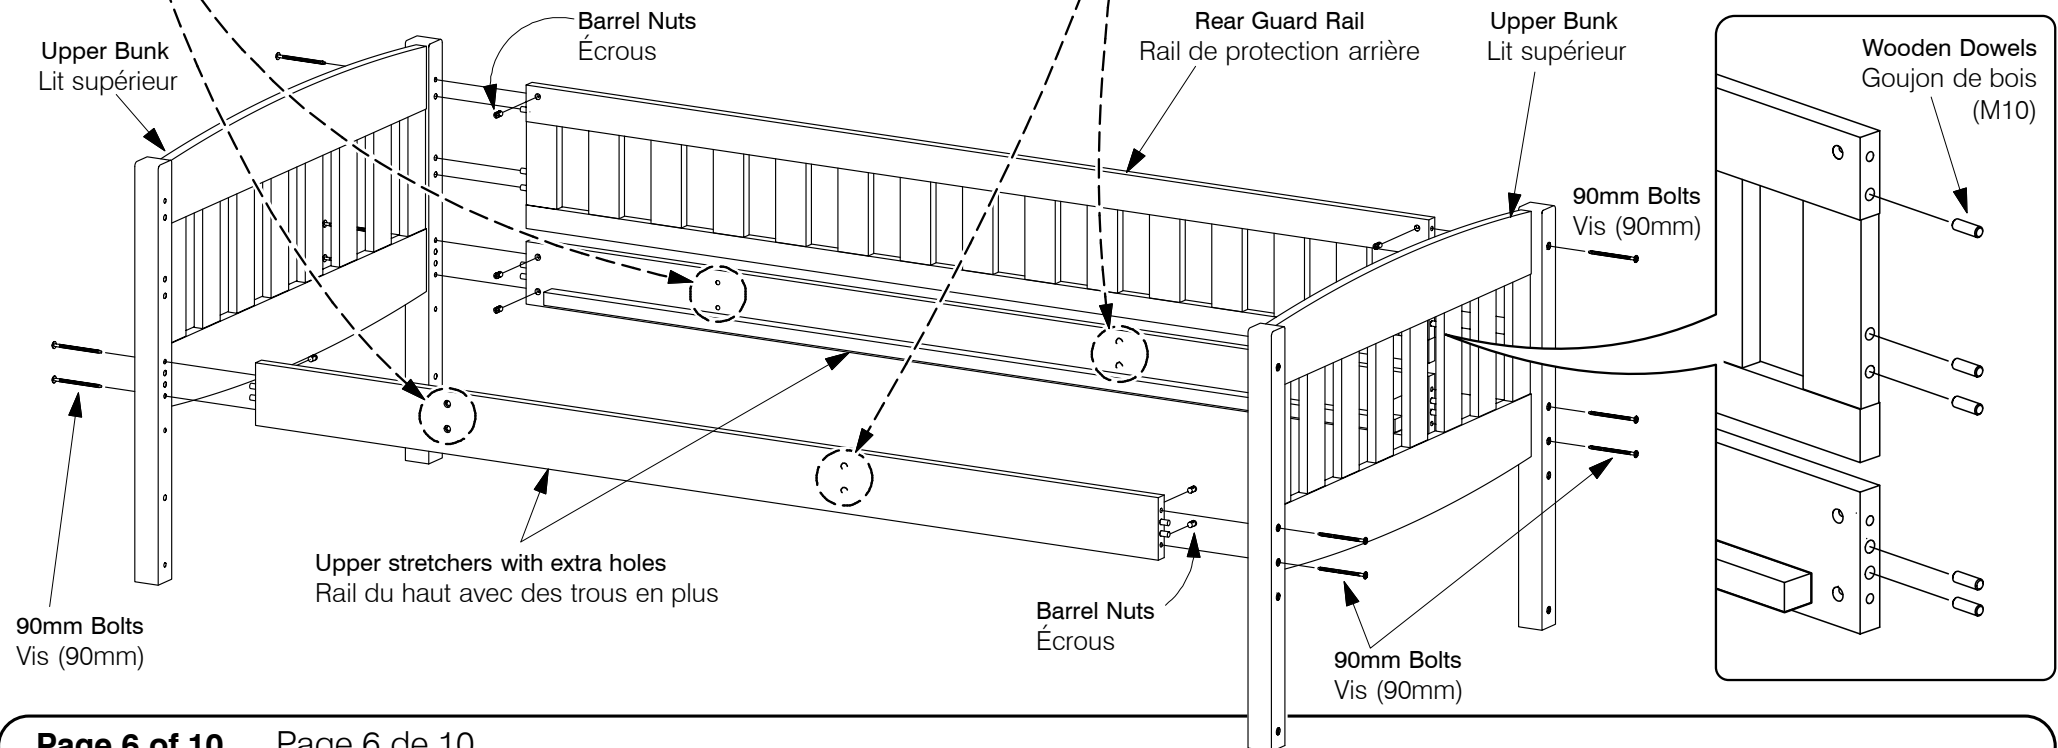 Barrel Nuts
Écrous
Rear Guard Rail
Rail de protection arrière
Upper Bunk
Lit supérieur
Upper Bunk
Lit supérieur
Wooden Dowels
Goujon de bois
(M10)
90mm Bolts
Vis (90mm)
Upper stretchers with extra holes
Rail du haut avec des trous en plus
90mm Bolts
Vis (90mm)
Barrel Nuts
Écrous
90mm Bolts
Vis (90mm)
Page 6 of 10 Page 6 de 10